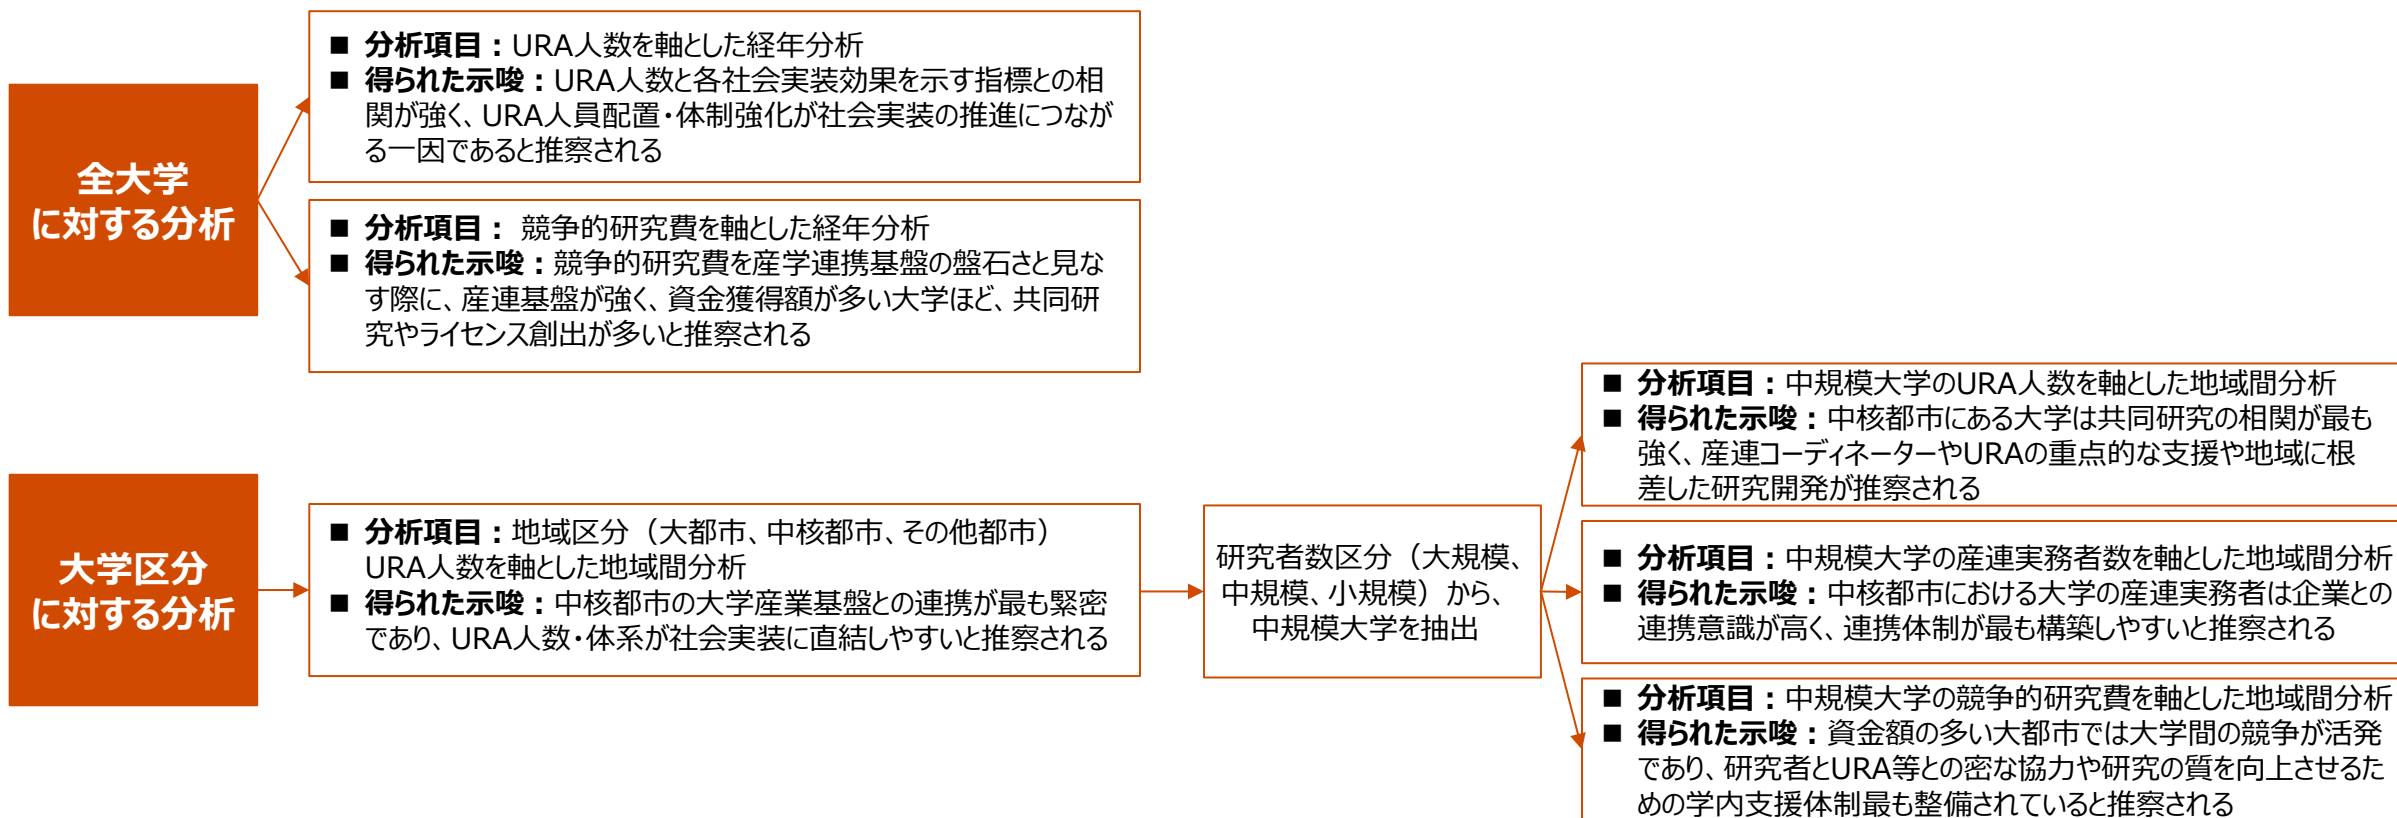 全大学
に対する分析
■ 分析項目：URA人数を軸とした経年分析
■ 得られた示唆：URA人数と各社会実装効果を示す指標との相
関が強く、URA人員配置・体制強化が社会実装の推進につなが
る一因であると推察される
■ 分析項目： 競争的研究費を軸とした経年分析
■ 得られた示唆：競争的研究費を産学連携基盤の盤石さと見な
す際に、産連基盤が強く、資金獲得額が多い大学ほど、共同研
究やライセンス創出が多いと推察される
大学区分
に対する分析
■ 分析項目：地域区分（大都市、中核都市、その他都市）
URA人数を軸とした地域間分析
■ 得られた示唆：中核都市の大学産業基盤との連携が最も緊密
であり、URA人数・体系が社会実装に直結しやすいと推察される
研究者数区分（大規模、
中規模、小規模）から、
中規模大学を抽出
■ 分析項目：中規模大学のURA人数を軸とした地域間分析
■ 得られた示唆：中核都市にある大学は共同研究の相関が最も
強く、産連コーディネーターやURAの重点的な支援や地域に根
差した研究開発が推察される
■ 分析項目：中規模大学の産連実務者数を軸とした地域間分析
■ 得られた示唆：中核都市における大学の産連実務者は企業との
連携意識が高く、連携体制が最も構築しやすいと推察される
■ 分析項目：中規模大学の競争的研究費を軸とした地域間分析
■ 得られた示唆：資金額の多い大都市では大学間の競争が活発
であり、研究者とURA等との密な協力や研究の質を向上させるた
めの学内支援体制最も整備されていると推察される